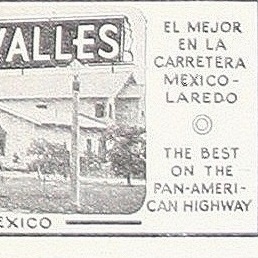 VALLES
EL MEJOR
EN LA
CARRETERA
MEXICO-
LAREDO
THE BEST
ON THE
PAN-AMERI-
CAN HIGHWAY
EXICO